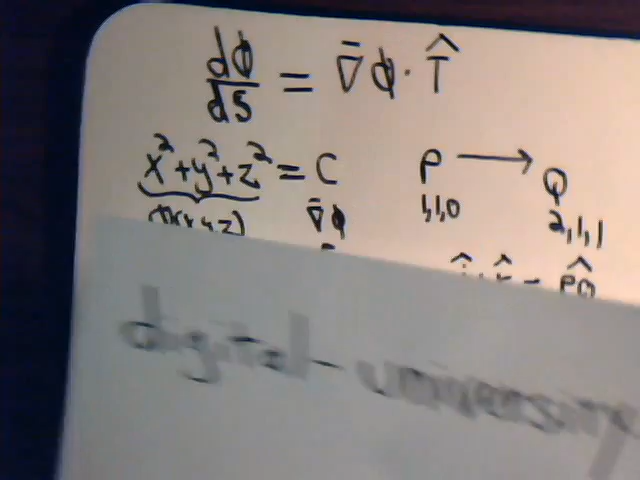 dΦ/ds = ∇̄Φ · T̂
x² + y² + z² = C P → Q
∇̄Φ 1,1,0 2,1,1
digital-university